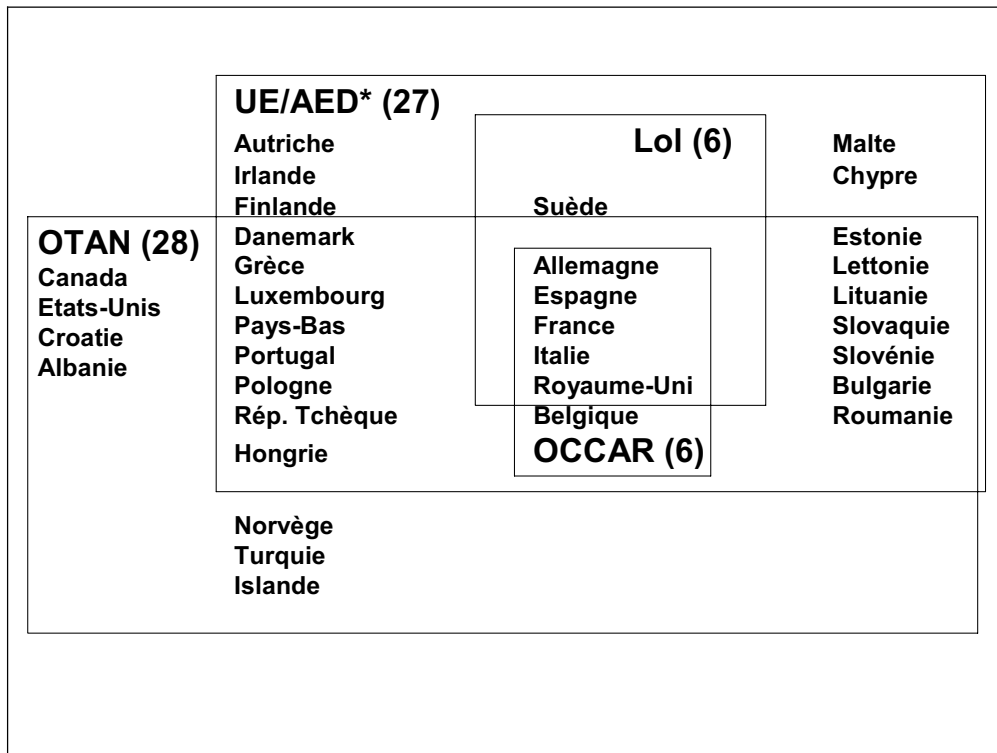 UE/AED* (27)
Autriche
Irlande
Finlande
LoI (6)
Suède
Malte
Chypre
OTAN (28)
Canada
Etats-Unis
Croatie
Albanie
Danemark
Grèce
Luxembourg
Pays-Bas
Portugal
Pologne
Rép. Tchèque
Hongrie
Allemagne
Espagne
France
Italie
Royaume-Uni
Belgique
OCCAR (6)
Estonie
Lettonie
Lituanie
Slovaquie
Slovénie
Bulgarie
Roumanie
Norvège
Turquie
Islande